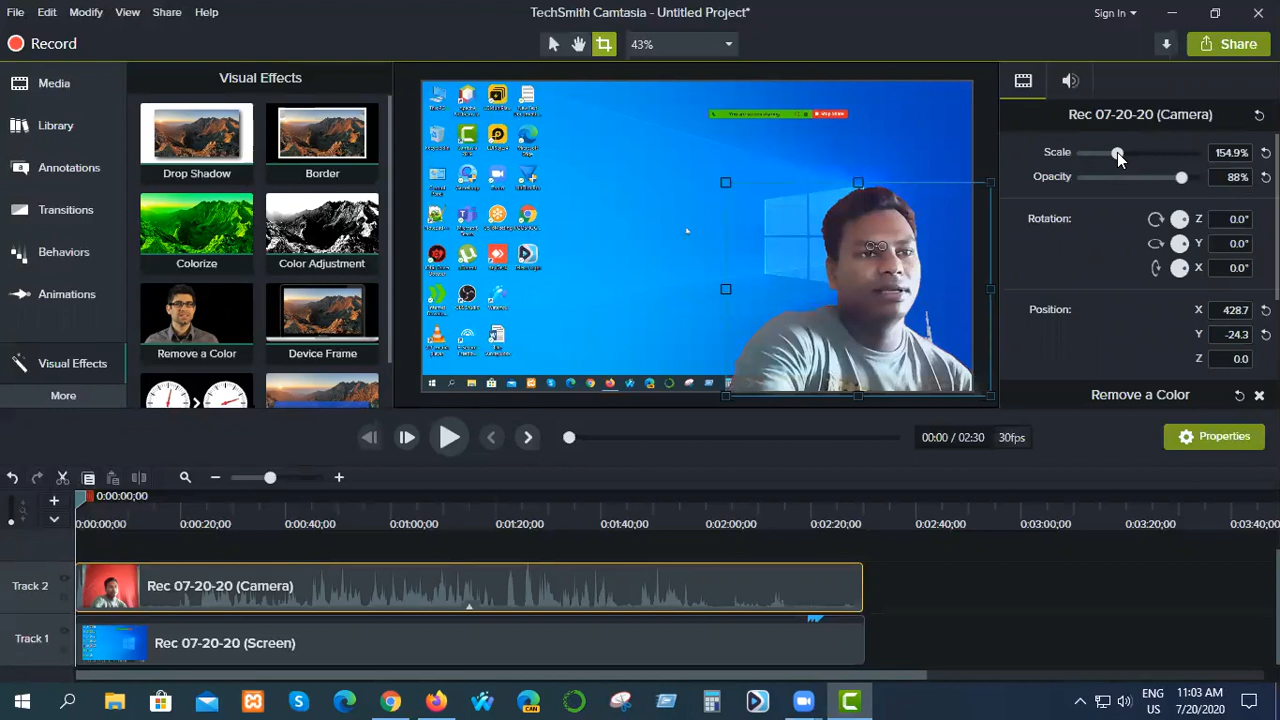 File Edit Modify View Share Help
TechSmith Camtasia - Untitled Project*
Sign In
Record
43%
Share
Media
Library
Annotations
Transitions
Behaviors
Animations
Visual Effects
More
Visual Effects
Drop Shadow
Border
Colorize
Color Adjustment
Remove a Color
Device Frame
Rec 07-20-20 (Camera)
Scale 154.9%
Opacity 88%
Rotation: Z 0.0°
Y 0.0°
X 0.0°
Position: X 428.7
-24.3
Z 0.0
Remove a Color
00:00 / 02:30 30fps
Properties
0:00:00;00
0:00:00;00 0:00:20;00 0:00:40;00 0:01:00;00 0:01:20;00 0:01:40;00 0:02:00;00 0:02:20;00 0:02:40;00 0:03:00;00 0:03:20;00 0:03:40;00
Track 2
Rec 07-20-20 (Camera)
Track 1
Rec 07-20-20 (Screen)
ENG
US
11:03 AM
7/20/2020